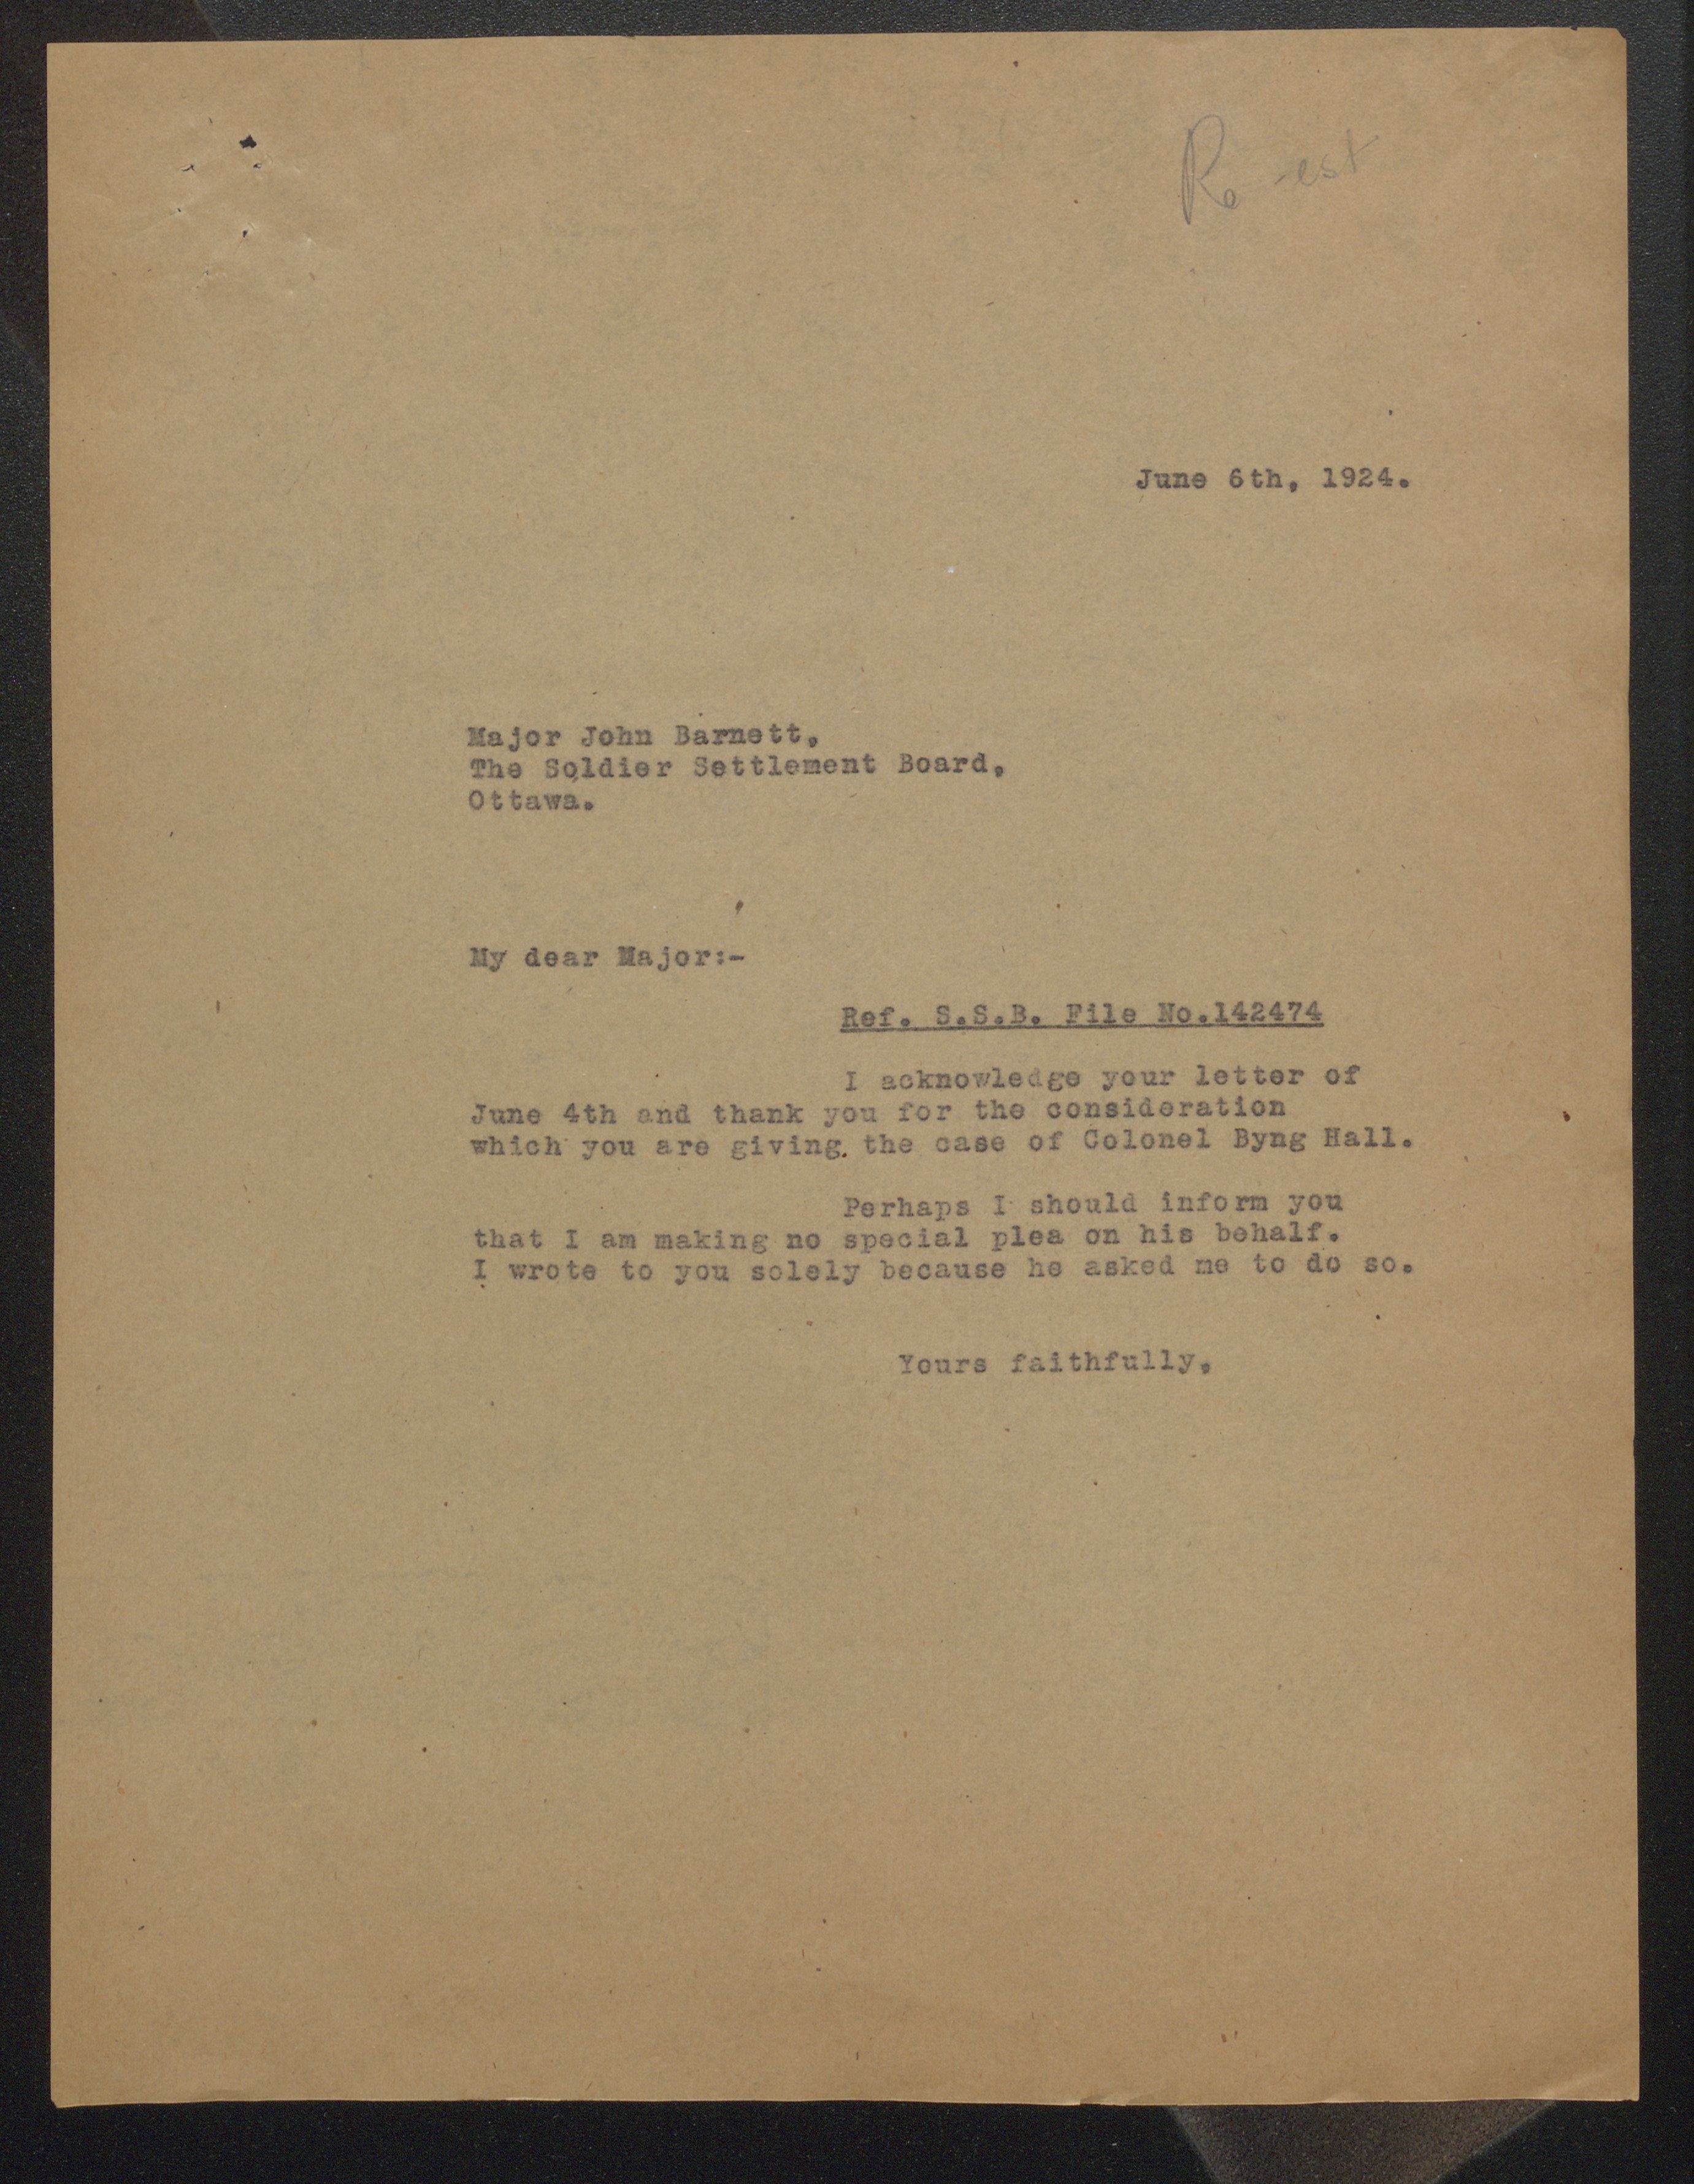 June 6th, 1924.
Major John Barnett,
The Soldier Settlement Board,
Ottawa.
My dear Major:-
Ref. S.S.B. File No.142474
I acknowledge your letter of
June 4th and thank you for the consideration
which you are giving the case of Colonel Byng Hall.
Perhaps I should inform you
that I am making no special plea on his behalf.
I wrote to you solely because he asked me to do so.
Yours faithfully,